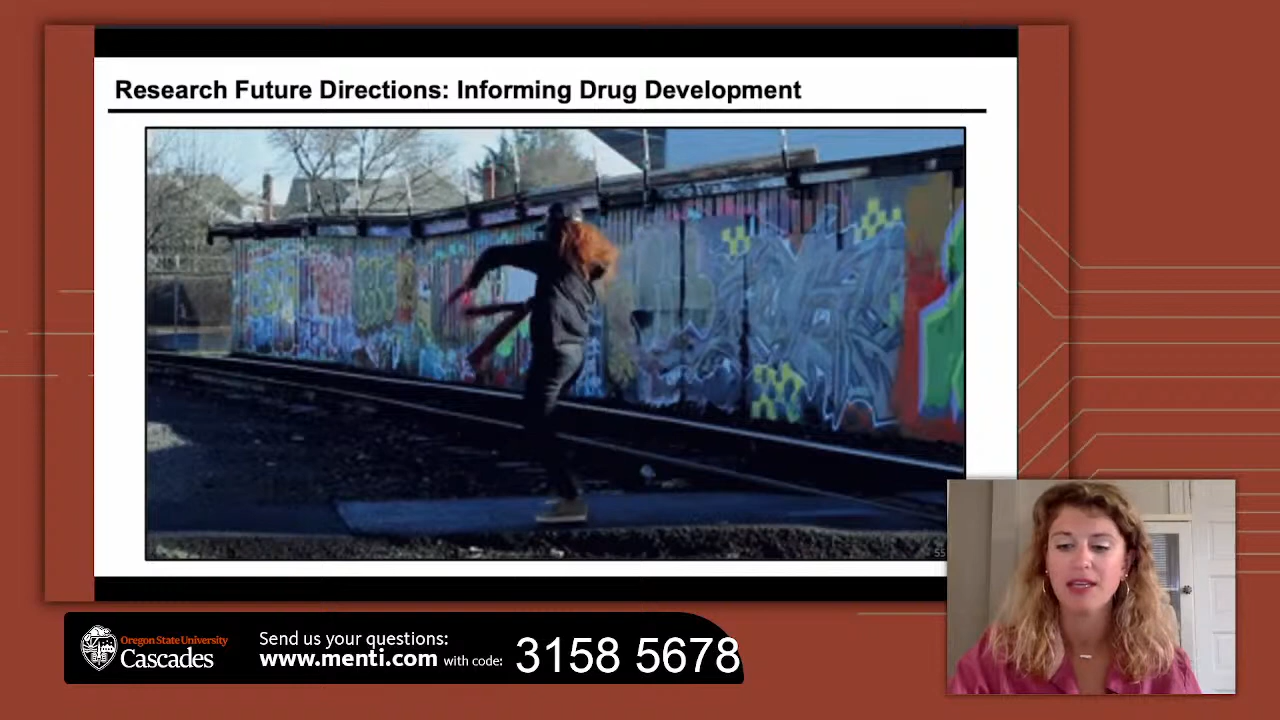 Research Future Directions: Informing Drug Development
55
Oregon State University
Cascades
Send us your questions:
www.menti.com with code:
3158 5678